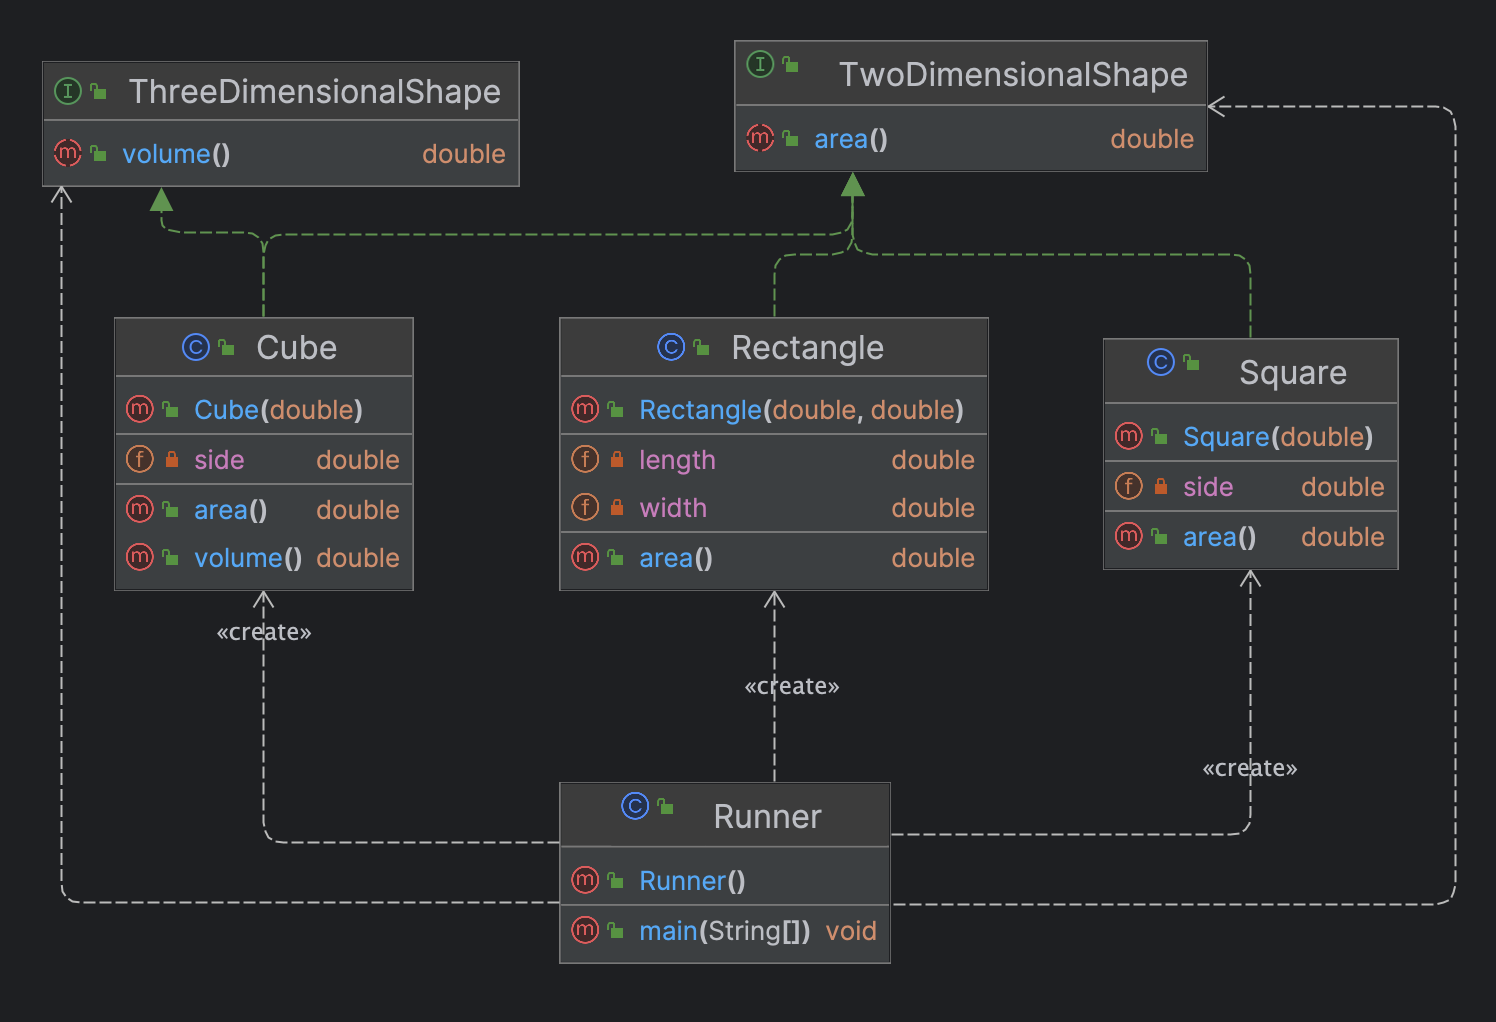 I ThreeDimensionalShape
m volume() double
I TwoDimensionalShape
m area() double
C Cube
m Cube(double)
f side double
m area() double
m volume() double
C Rectangle
m Rectangle(double, double)
f length double
f width double
m area() double
C Square
m Square(double)
f side double
m area() double
«create»
«create»
«create»
C Runner
m Runner()
m main(String[]) void